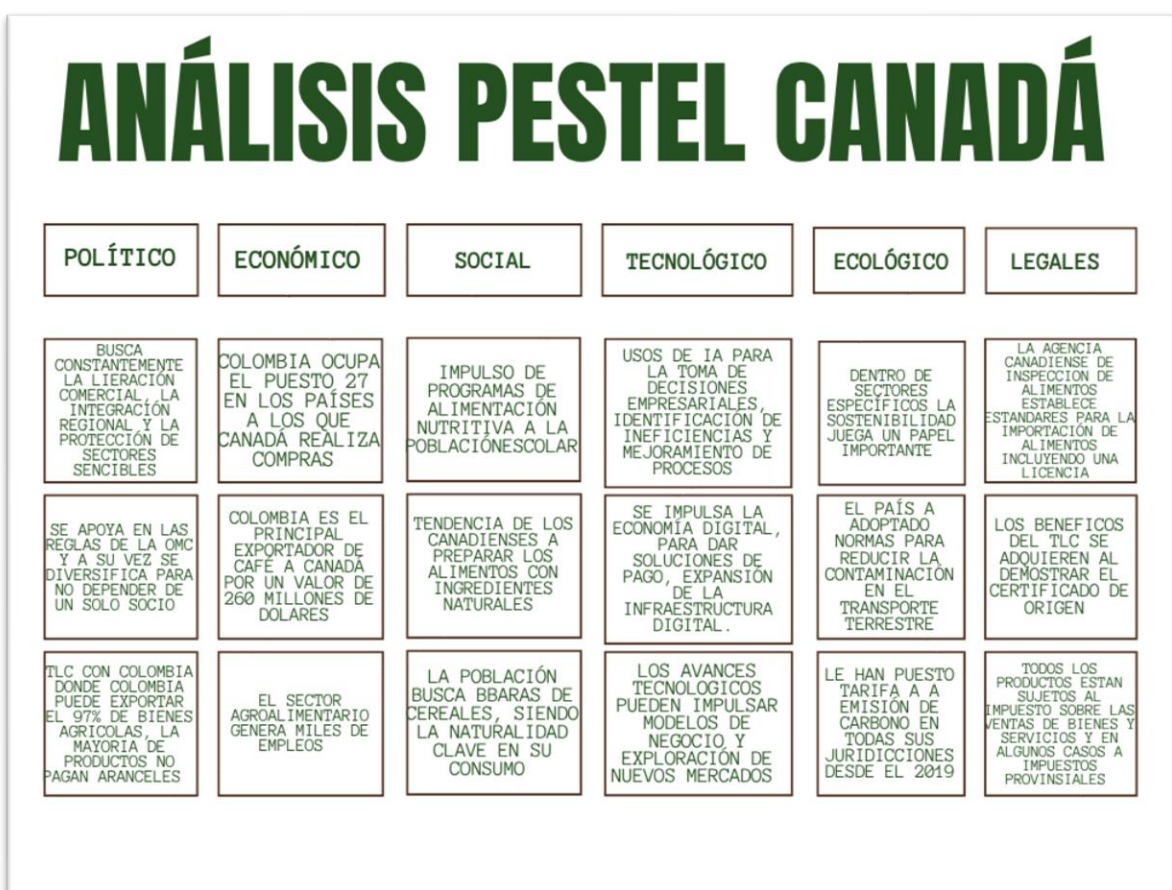 ANÁLISIS PESTEL CANADÁ
POLÍTICO
ECONÓMICO
SOCIAL
TECNOLÓGICO
ECOLÓGICO
LEGALES
BUSCA
CONSTANTEMENTE
LA LIERACIÓN
COMERCIAL, LA
INTEGRACIÓN
REGIONAL Y LA
PROTECCIÓN DE
SECTORES
SENCIBLES
COLOMBIA OCUPA
EL PUESTO 27
EN LOS PAÍSES
A LOS QUE
CANADÁ REALIZA
COMPRAS
IMPULSO DE
PROGRAMAS DE
ALIMENTACIÓN
NUTRITIVA A LA
POBLACIÓNESCOLAR
USOS DE IA PARA
LA TOMA DE
DECISIONES
EMPRESARIALES,
IDENTIFICACIÓN DE
INEFICIENCIAS Y
MEJORAMIENTO DE
PROCESOS
DENTRO DE
SECTORES
ESPECÍFICOS LA
SOSTENIBILIDAD
JUEGA UN PAPEL
IMPORTANTE
LA AGENCIA
CANADIENSE DE
INSPECCION DE
ALIMENTOS
ESTABLECE
ESTANDARES PARA LA
IMPORTACIÓN DE
ALIMENTOS
INCLUYENDO UNA
LICENCIA
SE APOYA EN LAS
REGLAS DE LA OMC
Y A SU VEZ SE
DIVERSIFICA PARA
NO DEPENDER DE
UN SOLO SOCIO
COLOMBIA ES EL
PRINCIPAL
EXPORTADOR DE
CAFÉ A CANADÁ
POR UN VALOR DE
260 MILLONES DE
DOLARES
TENDENCIA DE LOS
CANADIENSES A
PREPARAR LOS
ALIMENTOS CON
INGREDIENTES
NATURALES
SE IMPULSA LA
ECONOMÍA DIGITAL,
PARA DAR
SOLUCIONES DE
PAGO, EXPANSIÓN
DE LA
INFRAESTRUCTURA
DIGITAL.
EL PAÍS A
ADOPTADO
NORMAS PARA
REDUCIR LA
CONTAMINACIÓN
EN EL
TRANSPORTE
TERRESTRE
LOS BENEFICOS
DEL TLC SE
ADQUIEREN AL
DEMOSTRAR EL
CERTIFICADO DE
ORIGEN
TLC CON COLOMBIA
DONDE COLOMBIA
PUEDE EXPORTAR
EL 97% DE BIENES
AGRICOLAS, LA
MAYORIA DE
PRODUCTOS NO
PAGAN ARANCELES
EL SECTOR
AGROALIMENTARIO
GENERA MILES DE
EMPLEOS
LA POBLACIÓN
BUSCA BBARAS DE
CEREALES, SIENDO
LA NATURALIDAD
CLAVE EN SU
CONSUMO
LOS AVANCES
TECNOLOGICOS
PUEDEN IMPULSAR
MODELOS DE
NEGOCIO Y
EXPLORACIÓN DE
NUEVOS MERCADOS
LE HAN PUESTO
TARIFA A A
EMISIÓN DE
CARBONO EN
TODAS SUS
JURIDICCIONES
DESDE EL 2019
TODOS LOS
PRODUCTOS ESTAN
SUJETOS AL
IMPUESTO SOBRE LAS
VENTAS DE BIENES Y
SERVICIOS Y EN
ALGUNOS CASOS A
IMPUESTOS
PROVINSIALES